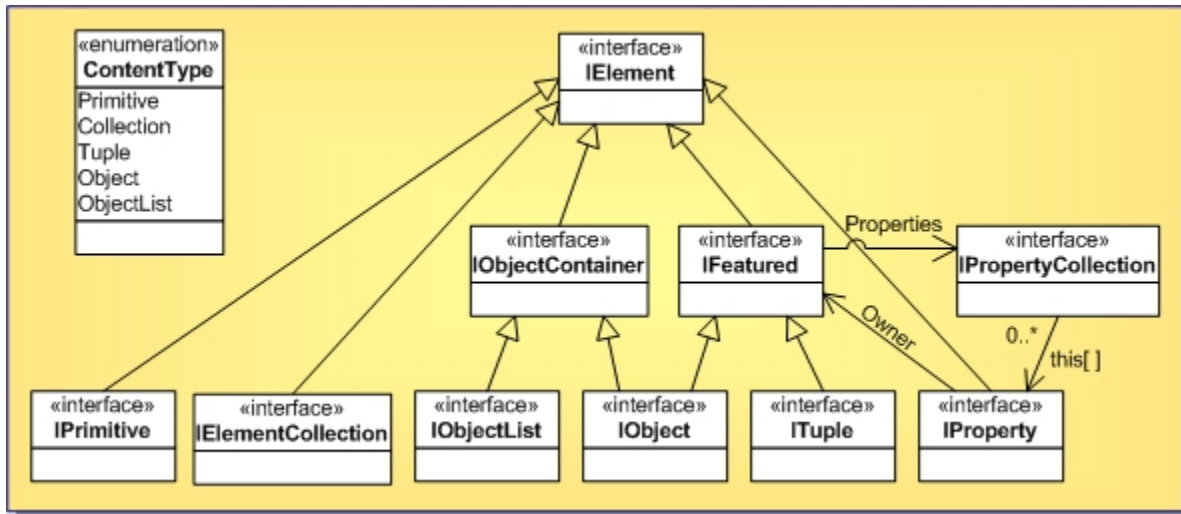 «enumeration»
ContentType
Primitive
Collection
Tuple
Object
ObjectList
«interface»
IElement
«interface»
IObjectContainer
«interface»
IFeatured
Properties
«interface»
IPropertyCollection
Owner
0..*
this[ ]
«interface»
IPrimitive
«interface»
IElementCollection
«interface»
IObjectList
«interface»
IObject
«interface»
ITuple
«interface»
IProperty